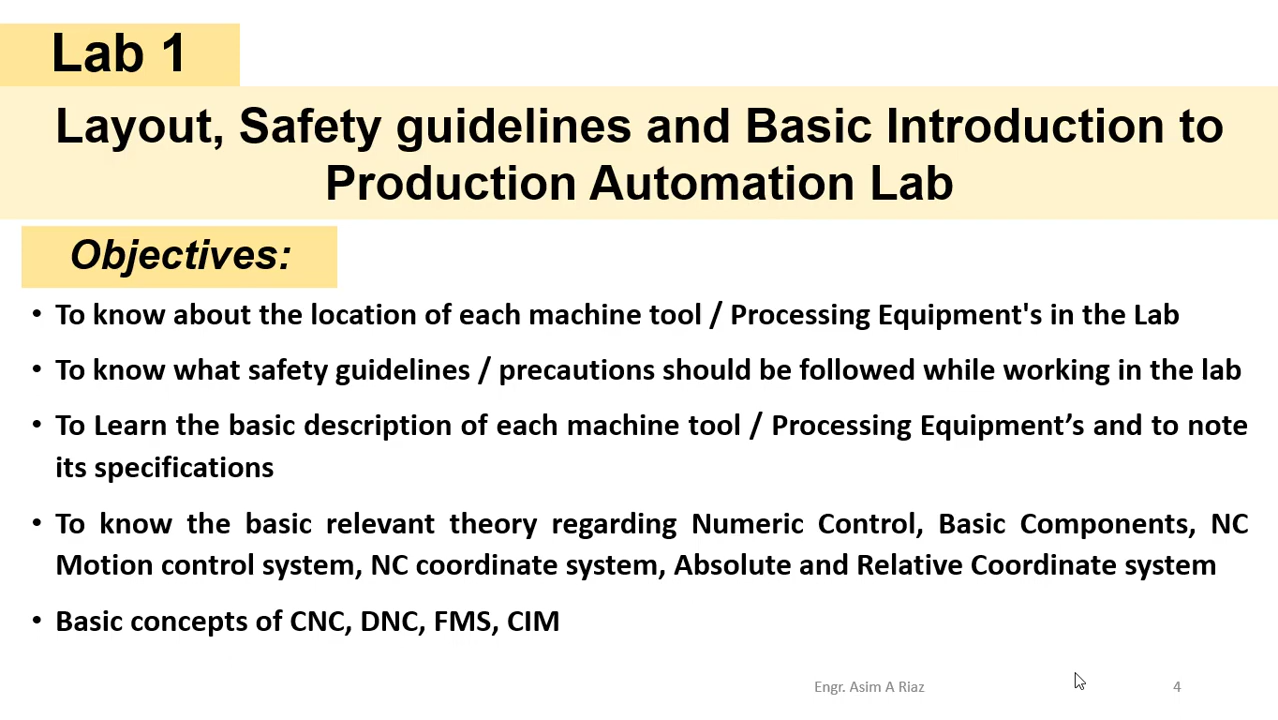 Lab 1
Layout, Safety guidelines and Basic Introduction to
Production Automation Lab
Objectives:
• To know about the location of each machine tool / Processing Equipment's in the Lab
• To know what safety guidelines / precautions should be followed while working in the lab
• To Learn the basic description of each machine tool / Processing Equipment’s and to note
its specifications
• To know the basic relevant theory regarding Numeric Control, Basic Components, NC
Motion control system, NC coordinate system, Absolute and Relative Coordinate system
• Basic concepts of CNC, DNC, FMS, CIM
Engr. Asim A Riaz 4